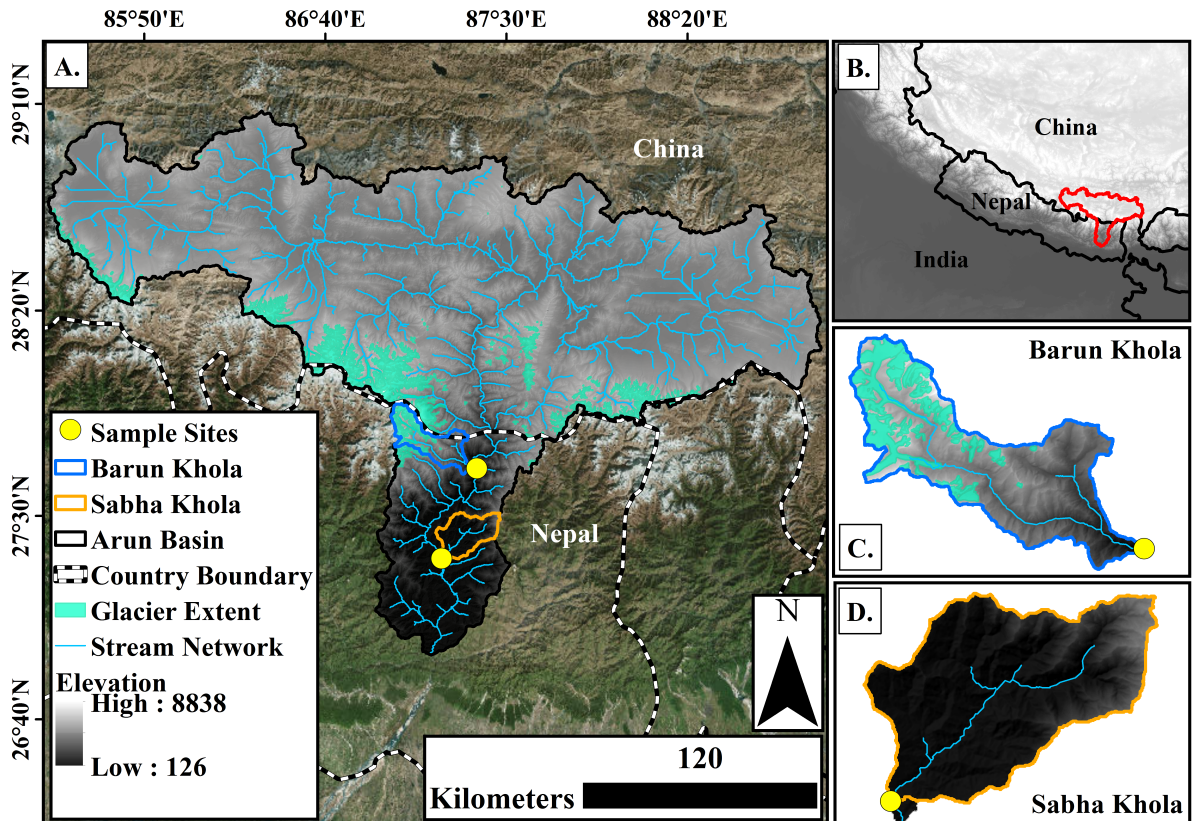 85°50'E 86°40'E 87°30'E 88°20'E
29°10'N
28°20'N
27°30'N
26°40'N
A.
China
Nepal
Sample Sites
Barun Khola
Sabha Khola
Arun Basin
Country Boundary
Glacier Extent
Stream Network
Elevation
High : 8838
Low : 126
N
120
Kilometers
B.
China
Nepal
India
Barun Khola
C.
D.
Sabha Khola